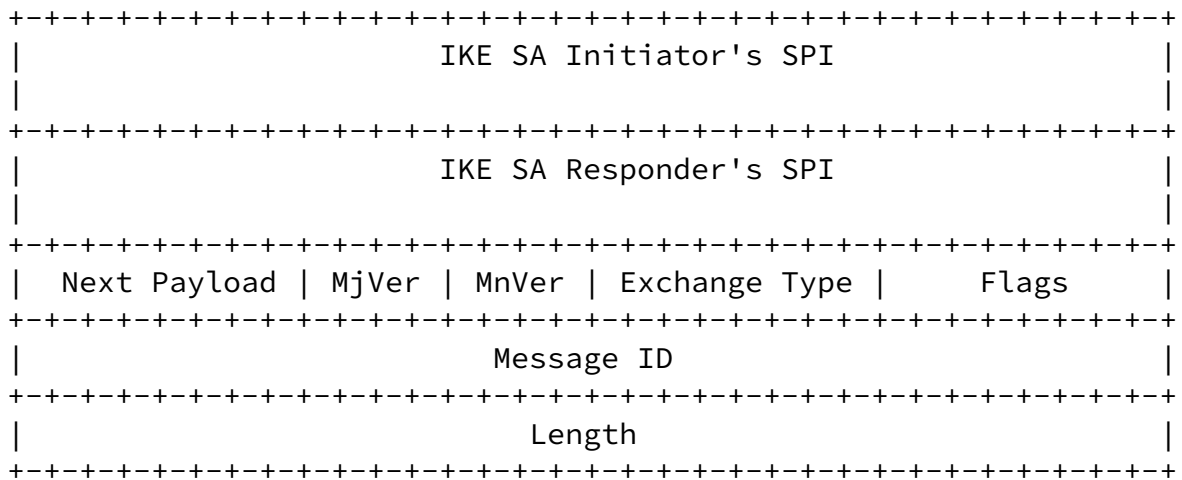 +-+-+-+-+-+-+-+-+-+-+-+-+-+-+-+-+-+-+-+-+-+-+-+-+-+-+-+-+-+-+-+-+
|                       IKE SA Initiator's SPI                  |
|                                                               |
+-+-+-+-+-+-+-+-+-+-+-+-+-+-+-+-+-+-+-+-+-+-+-+-+-+-+-+-+-+-+-+-+
|                       IKE SA Responder's SPI                  |
|                                                               |
+-+-+-+-+-+-+-+-+-+-+-+-+-+-+-+-+-+-+-+-+-+-+-+-+-+-+-+-+-+-+-+-+
|  Next Payload | MjVer | MnVer | Exchange Type |     Flags     |
+-+-+-+-+-+-+-+-+-+-+-+-+-+-+-+-+-+-+-+-+-+-+-+-+-+-+-+-+-+-+-+-+
|                          Message ID                           |
+-+-+-+-+-+-+-+-+-+-+-+-+-+-+-+-+-+-+-+-+-+-+-+-+-+-+-+-+-+-+-+-+
|                            Length                             |
+-+-+-+-+-+-+-+-+-+-+-+-+-+-+-+-+-+-+-+-+-+-+-+-+-+-+-+-+-+-+-+-+